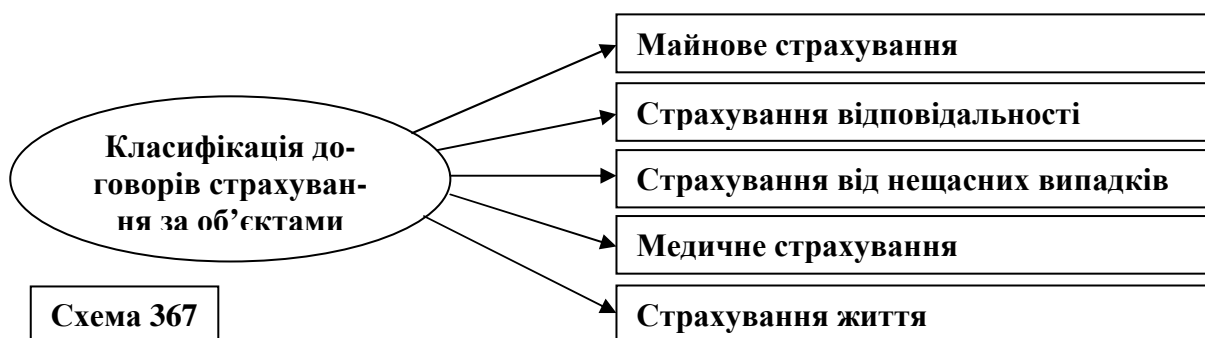 Класифікація до-
говорів страхуван-
ня за об’єктами
Майнове страхування
Страхування відповідальності
Страхування від нещасних випадків
Медичне страхування
Страхування життя
Схема 367